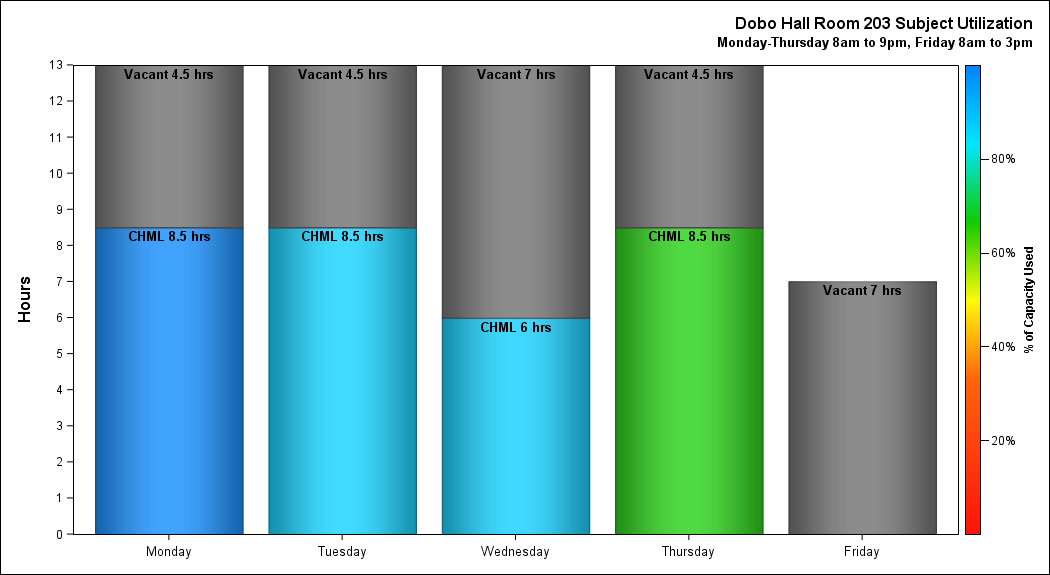 Dobo Hall Room 203 Subject Utilization
Monday-Thursday 8am to 9pm, Friday 8am to 3pm
13
12
11
10
9
8
7
6
5
4
3
2
1
0
Hours
Vacant 4.5 hrs
CHML 8.5 hrs
Vacant 4.5 hrs
CHML 8.5 hrs
Vacant 7 hrs
CHML 6 hrs
Vacant 4.5 hrs
CHML 8.5 hrs
Vacant 7 hrs
Monday
Tuesday
Wednesday
Thursday
Friday
80%
60%
40%
20%
% of Capacity Used